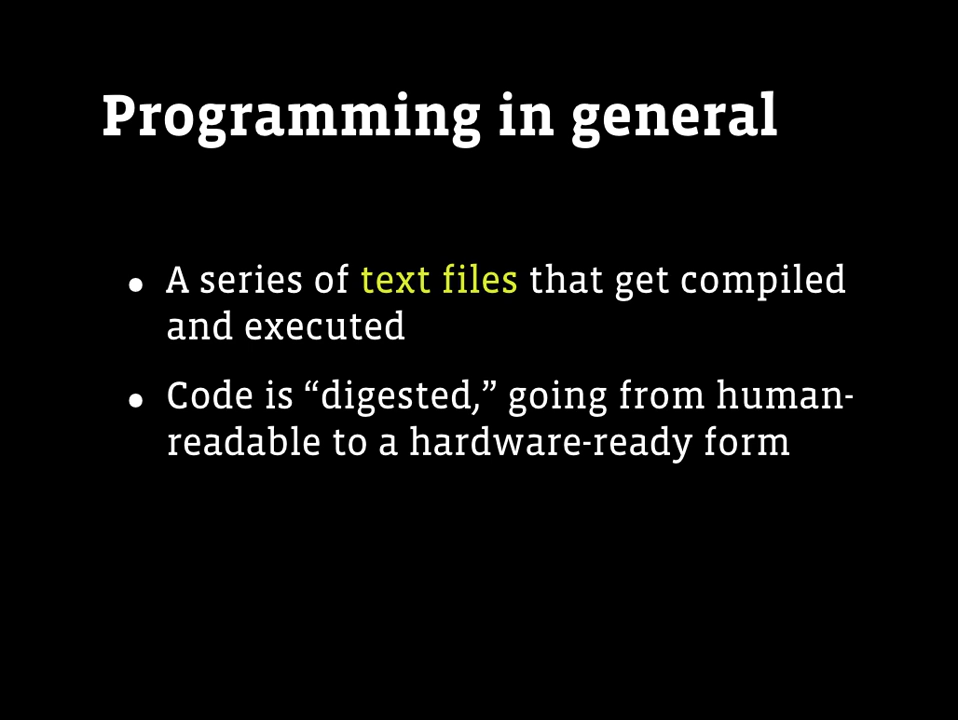 Programming in general
• A series of text files that get compiled
and executed
• Code is “digested,” going from human-
readable to a hardware-ready form